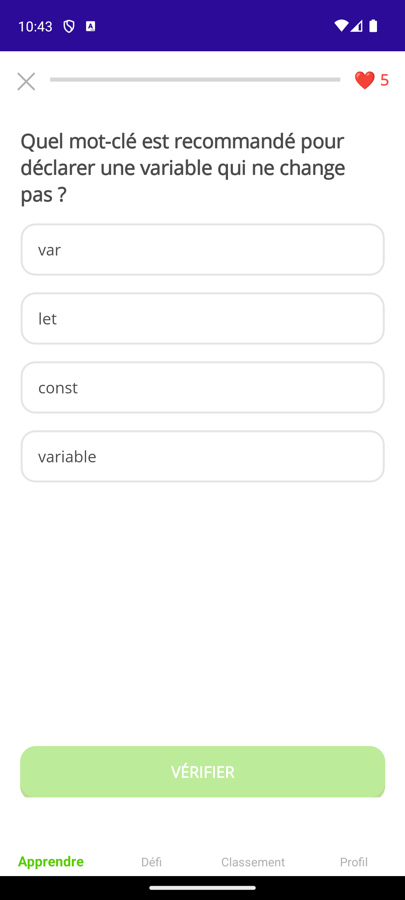 10:43
5
Quel mot-clé est recommandé pour
déclarer une variable qui ne change
pas ?
var
let
const
variable
VÉRIFIER
Apprendre Défi Classement Profil